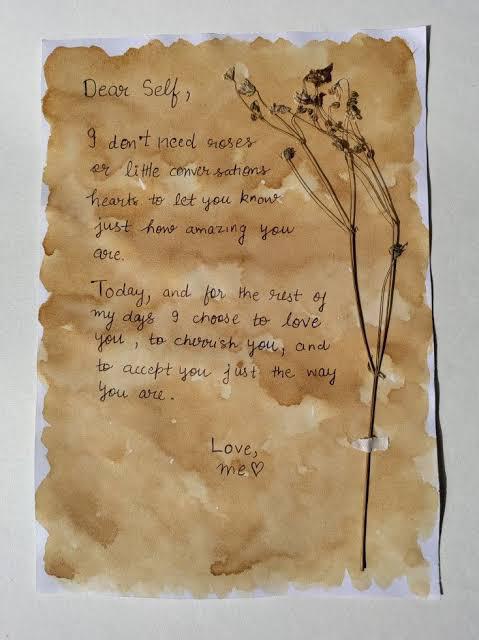 Dear Self,
I don't need roses
or little conversations
hearts to let you know
just how amazing you
are.
Today, and for the rest of
my days I choose to love
you, to cherish you, and
to accept you just the way
you are.
Love,
me♡